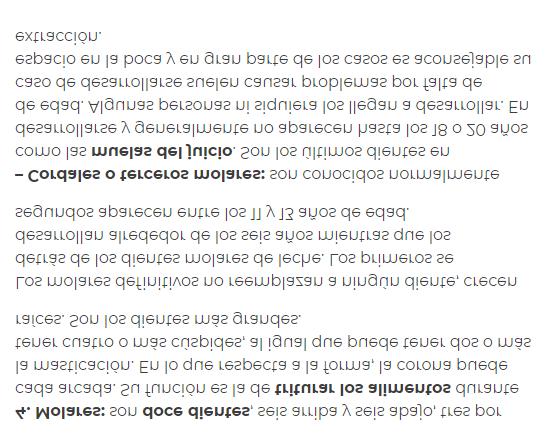 4. Molares: son doce dientes, seis arriba y seis abajo, tres por
cada arcada. Su función es la de triturar los alimentos durante
la masticación. En lo que respecta a la forma, la corona puede
tener cuatro o más cúspides, al igual que puede tener dos o más
raíces. Son los dientes más grandes.
Los molares definitivos no reemplazan a ningún diente, crecen
detrás de los dientes molares de leche. Los primeros se
desarrollan alrededor de los seis años mientras que los
segundos aparecen entre los 11 y 13 años de edad.
– Cordales o terceros molares: son conocidos normalmente
como las muelas del juicio. Son los últimos dientes en
desarrollarse y generalmente no aparecen hasta los 18 o 20 años
de edad. Algunas personas ni siquiera los llegan a desarrollar. En
caso de desarrollarse suelen causar problemas por falta de
espacio en la boca y en gran parte de los casos es aconsejable su
extracción.